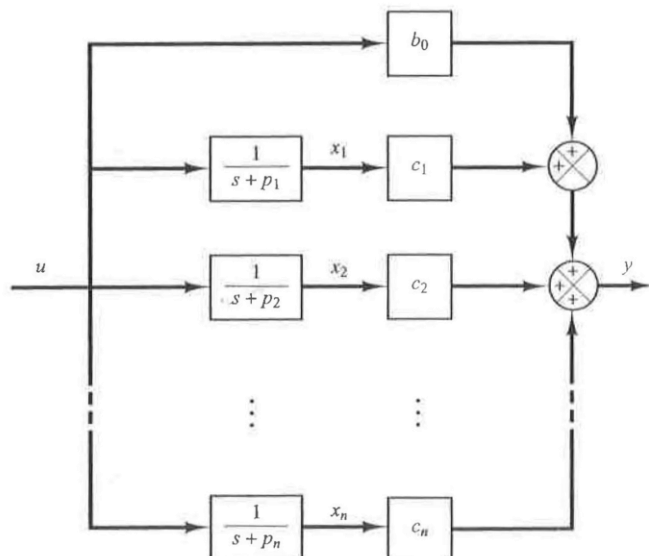 b₀
+
+
x₁
1
s + p₁
c₁
+
+
+
u
x₂
1
s + p₂
c₂
y
⋮
⋮
xₙ
1
s + pₙ
cₙ